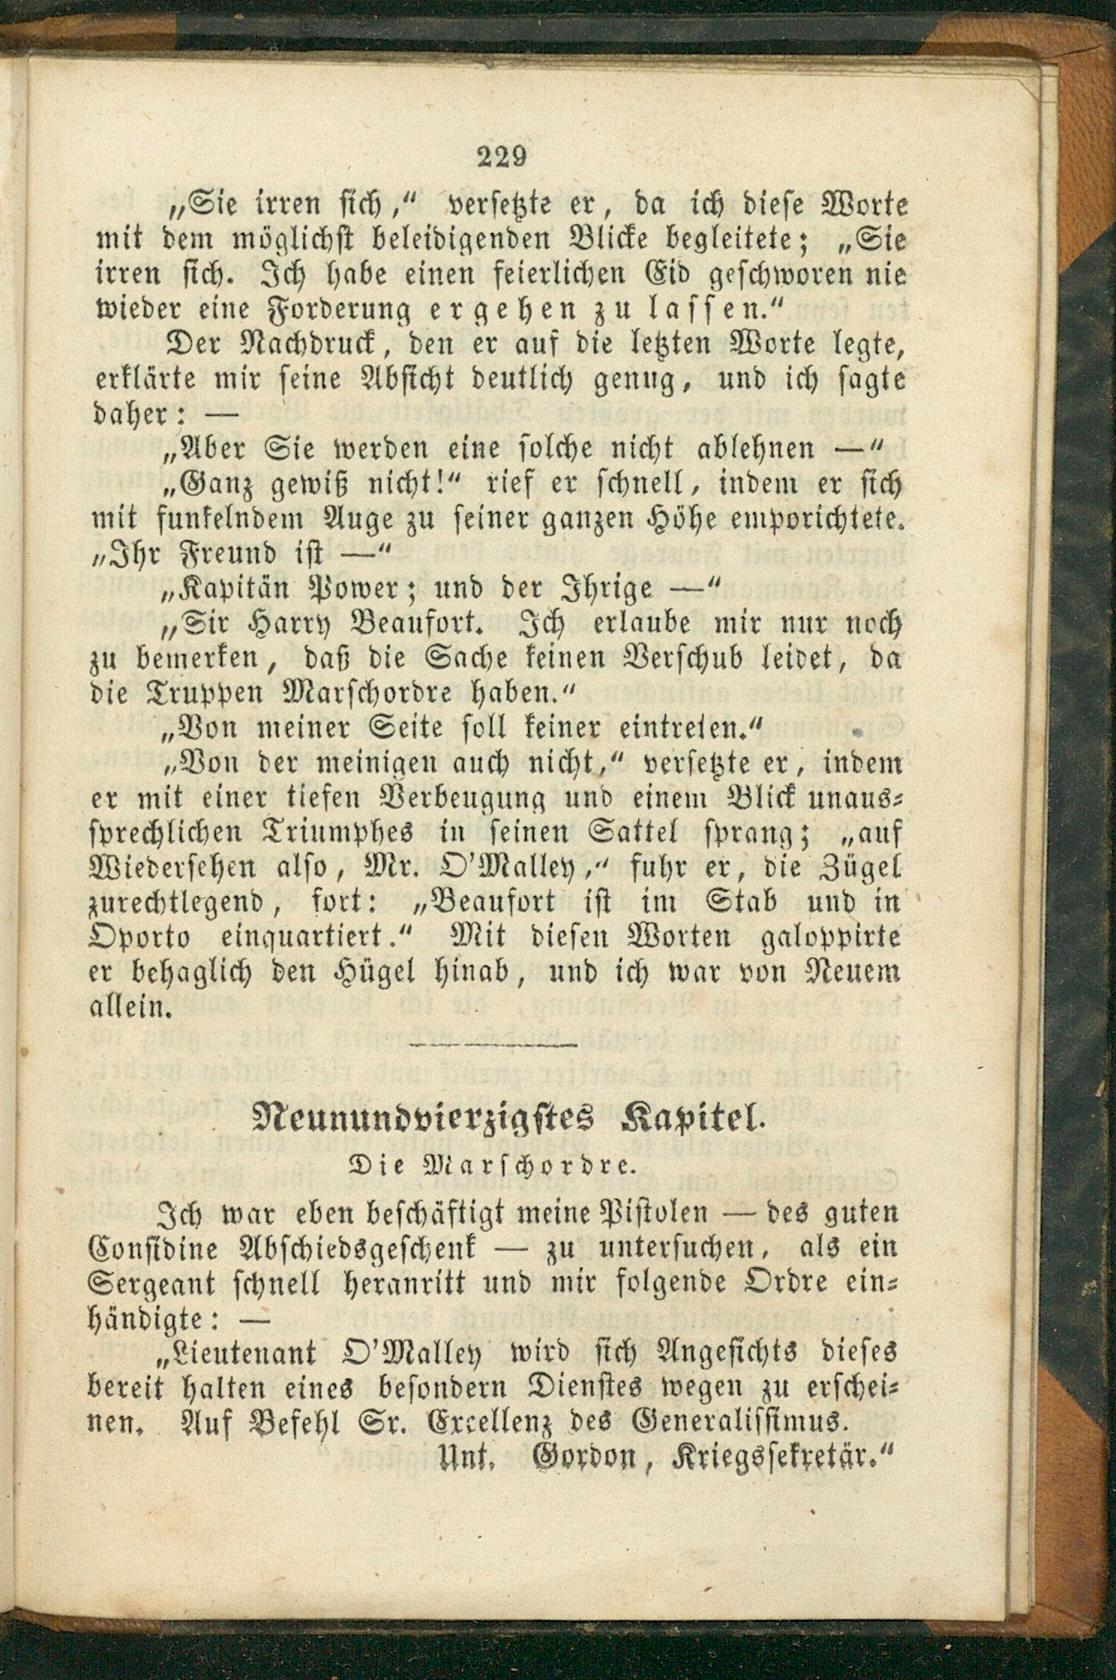 229
„Sie irren sich,“ versetzte er, da ich diese Worte
mit dem möglichst beleidigenden Blicke begleitete; „Sie
irren sich. Ich habe einen feierlichen Eid geschworen nie
wieder eine Forderung ergehen zu lassen.“
Der Nachdruck, den er auf die letzten Worte legte,
erklärte mir seine Absicht deutlich genug, und ich sagte
daher: —
„Aber Sie werden eine solche nicht ablehnen —“
„Ganz gewiß nicht!“ rief er schnell, indem er sich
mit funkelndem Auge zu seiner ganzen Höhe emporichtete.
„Ihr Freund ist —“
„Kapitän Power; und der Ihrige —“
„Sir Harry Beaufort. Ich erlaube mir nur noch
zu bemerken, daß die Sache keinen Verschub leidet, da
die Truppen Marschordre haben.“
„Von meiner Seite soll keiner eintreten.“
„Von der meinigen auch nicht,“ versetzte er, indem
er mit einer tiefen Verbeugung und einem Blick unaus-
sprechlichen Triumphes in seinen Sattel sprang; „auf
Wiedersehen also, Mr. O'Malley,“ fuhr er, die Zügel
zurechtlegend, fort: „Beaufort ist im Stab und in
Oporto einquartiert.“ Mit diesen Worten galoppirte
er behaglich den Hügel hinab, und ich war von Neuem
allein.
Neunundvierzigstes Kapitel.
Die Marschordre.
Ich war eben beschäftigt meine Pistolen — des guten
Considine Abschiedsgeschenk — zu untersuchen, als ein
Sergeant schnell heranritt und mir folgende Ordre ein-
händigte: —
„Lieutenant O'Malley wird sich Angesichts dieses
bereit halten eines besondern Dienstes wegen zu erschei-
nen. Auf Befehl Sr. Excellenz des Generalissimus.
Unt. Gordon, Kriegssekretär.“